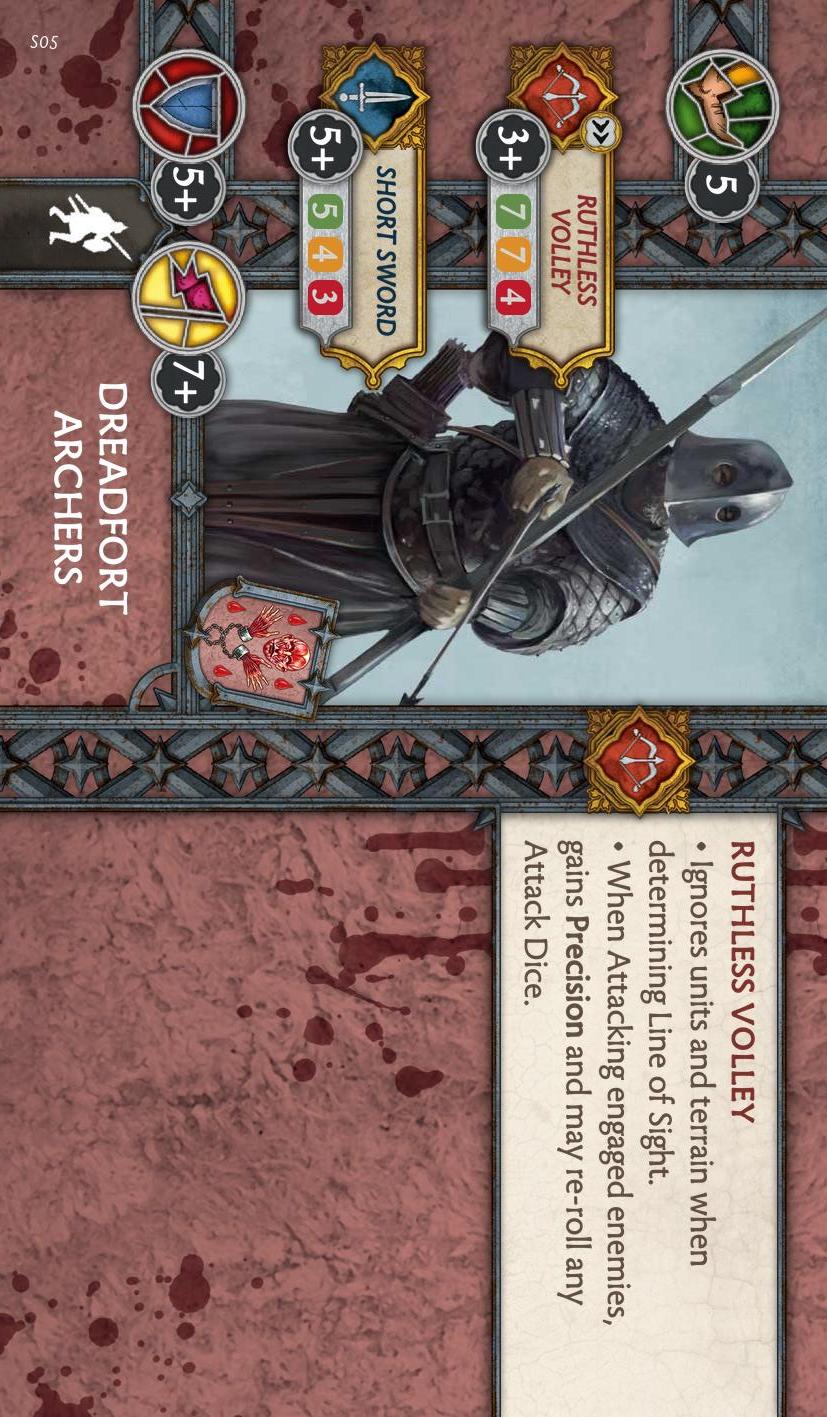 5
RUTHLESS
VOLLEY
3+
7 7 4
SHORT SWORD
5+
5 4 3
5+
7+
DREADFORT
ARCHERS
S05
RUTHLESS VOLLEY
• Ignores units and terrain when
determining Line of Sight.
• When Attacking engaged enemies,
gains Precision and may re-roll any
Attack Dice.